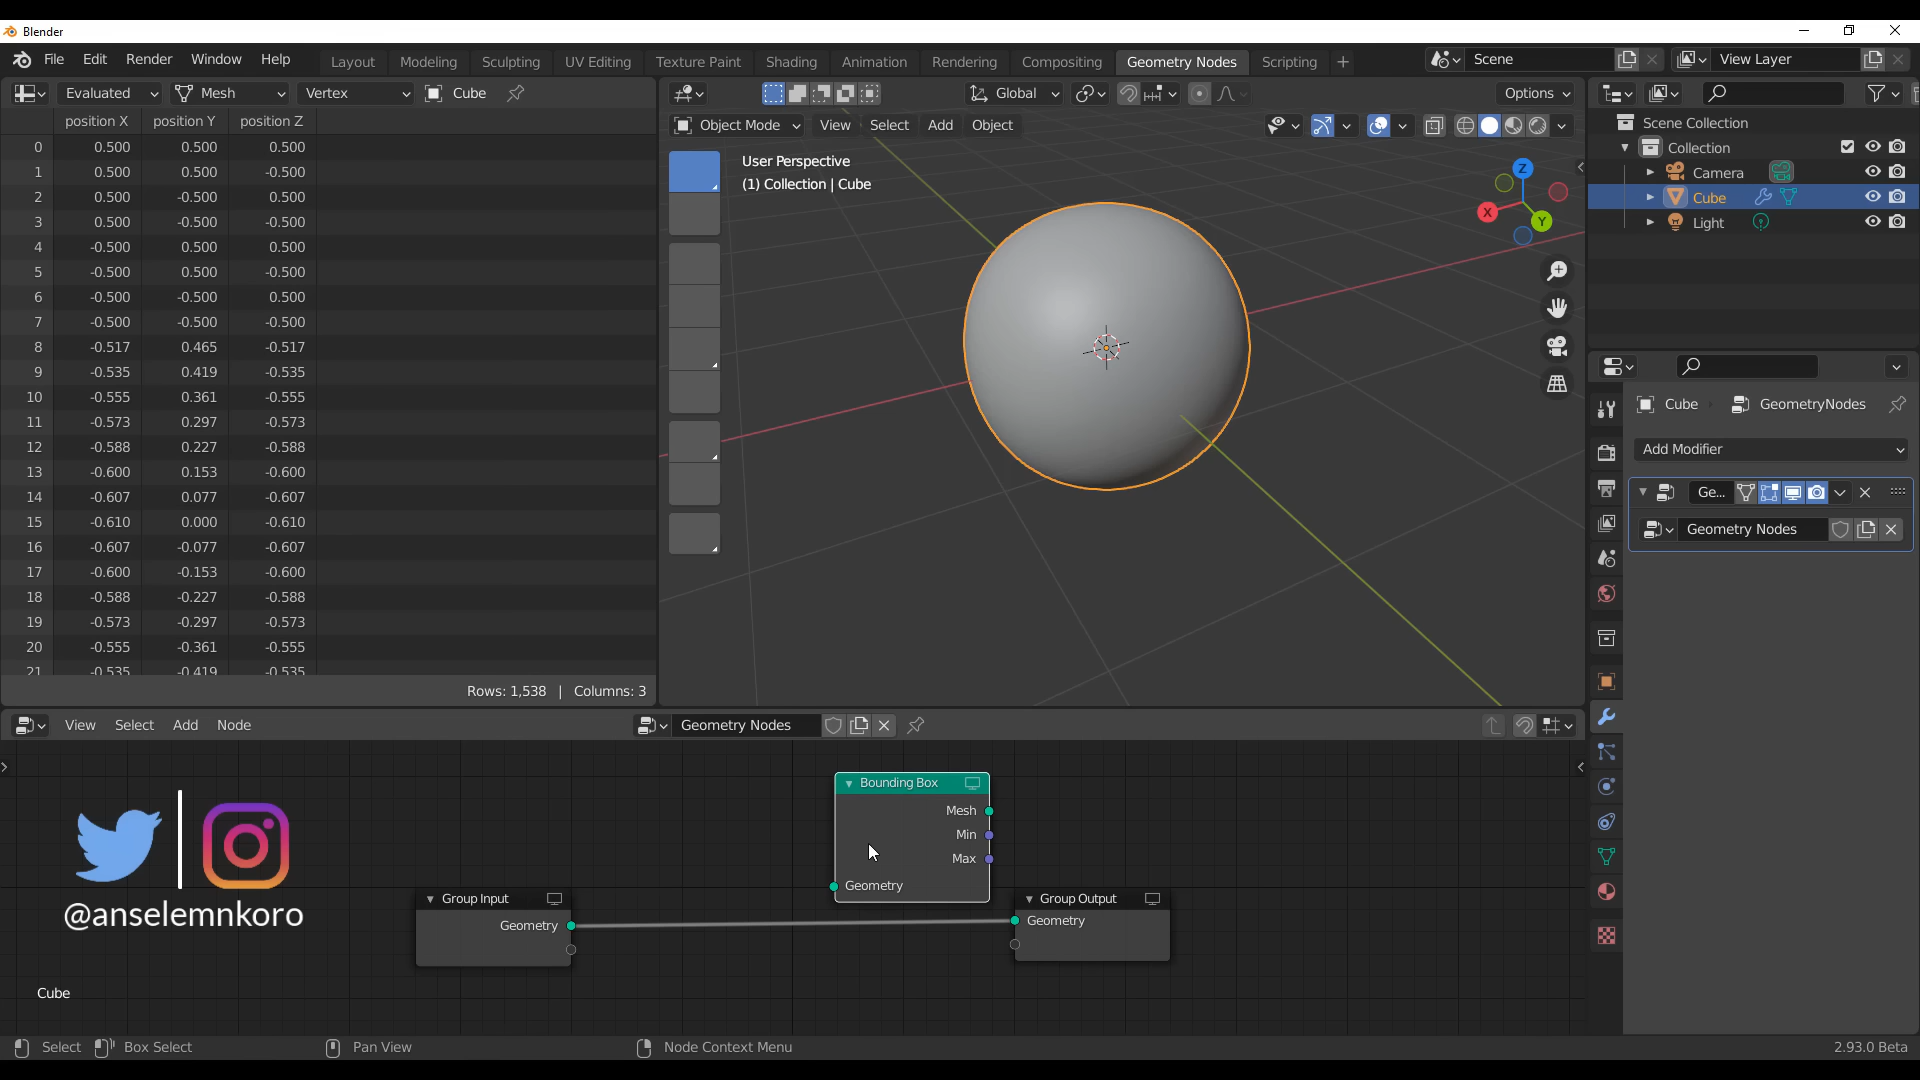 Blender
File Edit Render Window Help Layout Modeling Sculpting UV Editing Texture Paint Shading Animation Rendering Compositing Geometry Nodes Scripting + Scene View Layer
Evaluated Mesh Vertex Cube
Global Options
position X position Y position Z
Object Mode View Select Add Object
0 0.500 0.500 0.500
1 0.500 0.500 -0.500
2 0.500 -0.500 0.500
3 0.500 -0.500 -0.500
4 -0.500 0.500 0.500
5 -0.500 0.500 -0.500
6 -0.500 -0.500 0.500
7 -0.500 -0.500 -0.500
8 -0.517 0.465 -0.517
9 -0.535 0.419 -0.535
10 -0.555 0.361 -0.555
11 -0.573 0.297 -0.573
12 -0.588 0.227 -0.588
13 -0.600 0.153 -0.600
14 -0.607 0.077 -0.607
15 -0.610 0.000 -0.610
16 -0.607 -0.077 -0.607
17 -0.600 -0.153 -0.600
18 -0.588 -0.227 -0.588
19 -0.573 -0.297 -0.573
20 -0.555 -0.361 -0.555
21 -0.535 -0.419 -0.535
Rows: 1,538 | Columns: 3
User Perspective
(1) Collection | Cube
Z
X
Y
Scene Collection
Collection
Camera
Cube
Light
Cube GeometryNodes
Add Modifier
Ge...
Geometry Nodes
View Select Add Node Geometry Nodes
Bounding Box
Mesh
Min
Max
Geometry
Group Input
Geometry
Group Output
Geometry
@anselemnkoro
Cube
Select Box Select Pan View Node Context Menu 2.93.0 Beta